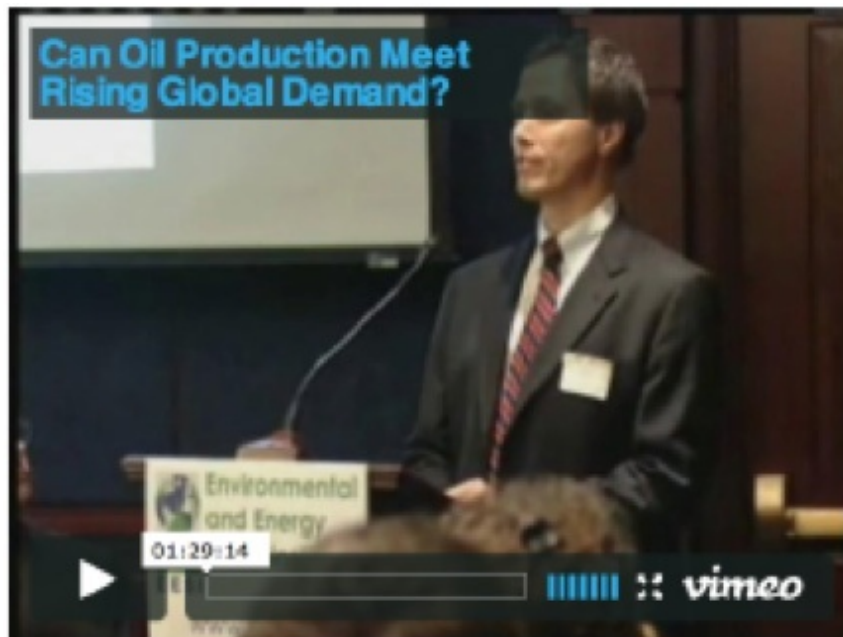 Can Oil Production Meet
Rising Global Demand?
Environmental
and Energy
01:29:14
vimeo